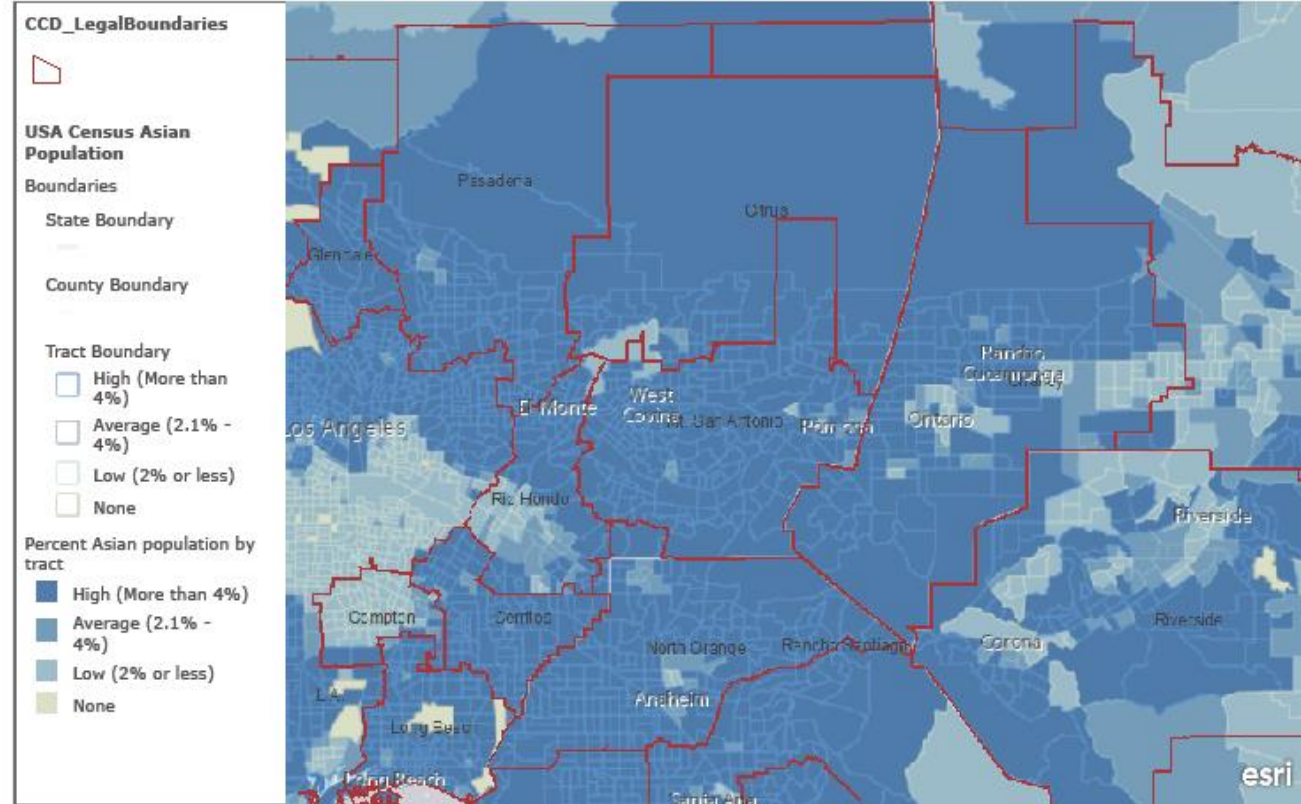 CCD_LegalBoundaries
USA Census Asian
Population
Boundaries
State Boundary
County Boundary
Tract Boundary
High (More than
4%)
Average (2.1% -
4%)
Low (2% or less)
None
Percent Asian population by
tract
High (More than 4%)
Average (2.1% -
4%)
Low (2% or less)
None
Pasadena
Citrus
Glendale
Rancho
Cucamonga
Chaffey
El Monte
West
Covina
Mt. San Antonio
Pomona
Ontario
Los Angeles
Rio Hondo
Riverside
Compton
Cerritos
Riverside
North Orange
Rancho Santiago
Corona
L.A.
Anaheim
Long Beach
Long Beach
Santa Ana
esri